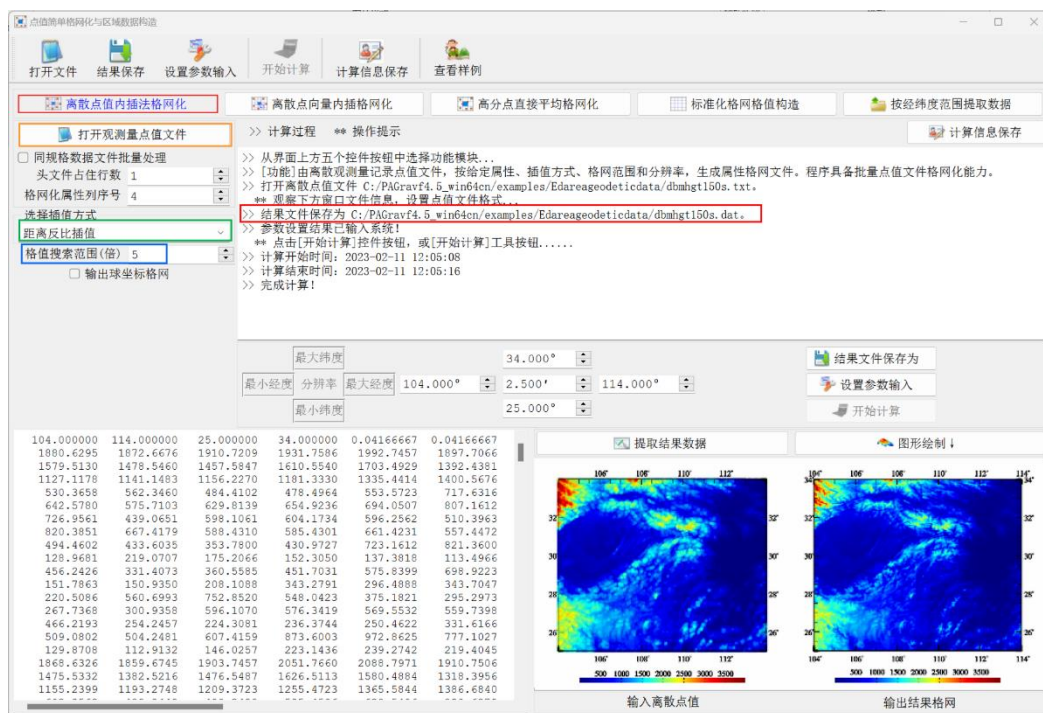 点值简单格网化与区域数据构造
打开文件 结果保存 设置参数输入 开始计算 计算信息保存 查看样例
离散点值内插法格网化 离散点向量内插格网化 高分点直接平均格网化 标准化格网格值构造 按经纬度范围提取数据
打开观测量点值文件 >> 计算过程 ** 操作提示 计算信息保存
同规格数据文件批量处理
头文件占住行数 1
格网化属性列序号 4
选择插值方式
距离反比插值
格值搜索范围(倍) 5
输出球坐标格网
>> 从界面上方五个控件按钮中选择功能模块...
>> [功能]由离散观测量记录点值文件，按给定属性、插值方式、格网范围和分辨率，生成属性格网文件。程序具备批量点值文件格网化能力。
>> 打开离散点值文件 C:/PAGravf4.5_win64cn/examples/Edareageodeticdata/dbmhgt150s.txt。
** 观察下方窗口文件信息，设置点值文件格式...
>> 结果文件保存为 C:/PAGravf4.5_win64cn/examples/Edareageodeticdata/dbmhgt150s.dat。
>> 参数设置结果已输入系统！
** 点击[开始计算]控件按钮，或[开始计算]工具按钮......
>> 计算开始时间：2023-02-11 12:05:08
>> 计算结束时间：2023-02-11 12:05:16
>> 完成计算！
最大纬度 34.000° 结果文件保存为
最小经度 分辨率 最大经度 104.000° 2.500′ 114.000° 设置参数输入
最小纬度 25.000° 开始计算
104.000000 114.000000 25.000000 34.000000 0.04166667 0.04166667
1880.6295 1872.6676 1910.7209 1931.7586 1992.7457 1897.7066
1579.5130 1478.5460 1457.5847 1610.5540 1703.4929 1392.4381
1127.1178 1141.1483 1156.2270 1181.3330 1335.4414 1400.5676
530.3658 562.3460 484.4102 478.4964 553.5723 717.6316
642.5780 575.7103 629.8139 654.9236 694.0507 807.1612
726.9561 439.0651 598.1061 604.1734 596.2562 510.3963
820.3851 667.4179 588.4310 585.4301 661.4231 557.4472
494.4602 433.6035 353.7800 430.9727 723.1612 821.3600
128.9681 219.0707 175.2066 152.3050 137.3818 113.4966
456.2426 331.4073 360.5585 451.7031 575.8399 698.9223
151.7863 150.9350 208.1088 343.2791 296.4888 343.7047
220.5086 560.6993 752.8520 548.0423 375.1821 295.2973
267.7368 300.9358 596.1070 576.3419 569.5532 559.7398
466.2193 254.2457 224.3081 236.3744 250.4622 331.6166
509.0802 504.2481 607.4159 873.6003 972.8625 777.1027
129.8708 112.9132 146.0257 223.1436 239.2742 219.4045
1868.6326 1859.6745 1903.7457 2051.7660 2088.7971 1910.7506
1475.5332 1382.5216 1476.5487 1626.5113 1580.4884 1318.3956
1155.2399 1193.2748 1209.3723 1255.4723 1365.5844 1386.6840
提取结果数据 图形绘制↓
106° 108° 110° 112°
32° 30° 28° 26°
106° 108° 110° 112°
500 1000 1500 2000 2500 3000 3500
输入离散点值
104° 106° 108° 110° 112° 114°
34° 32° 30° 28° 26°
104° 106° 108° 110° 112° 114°
500 1000 1500 2000 2500 3000 3500
输出结果格网